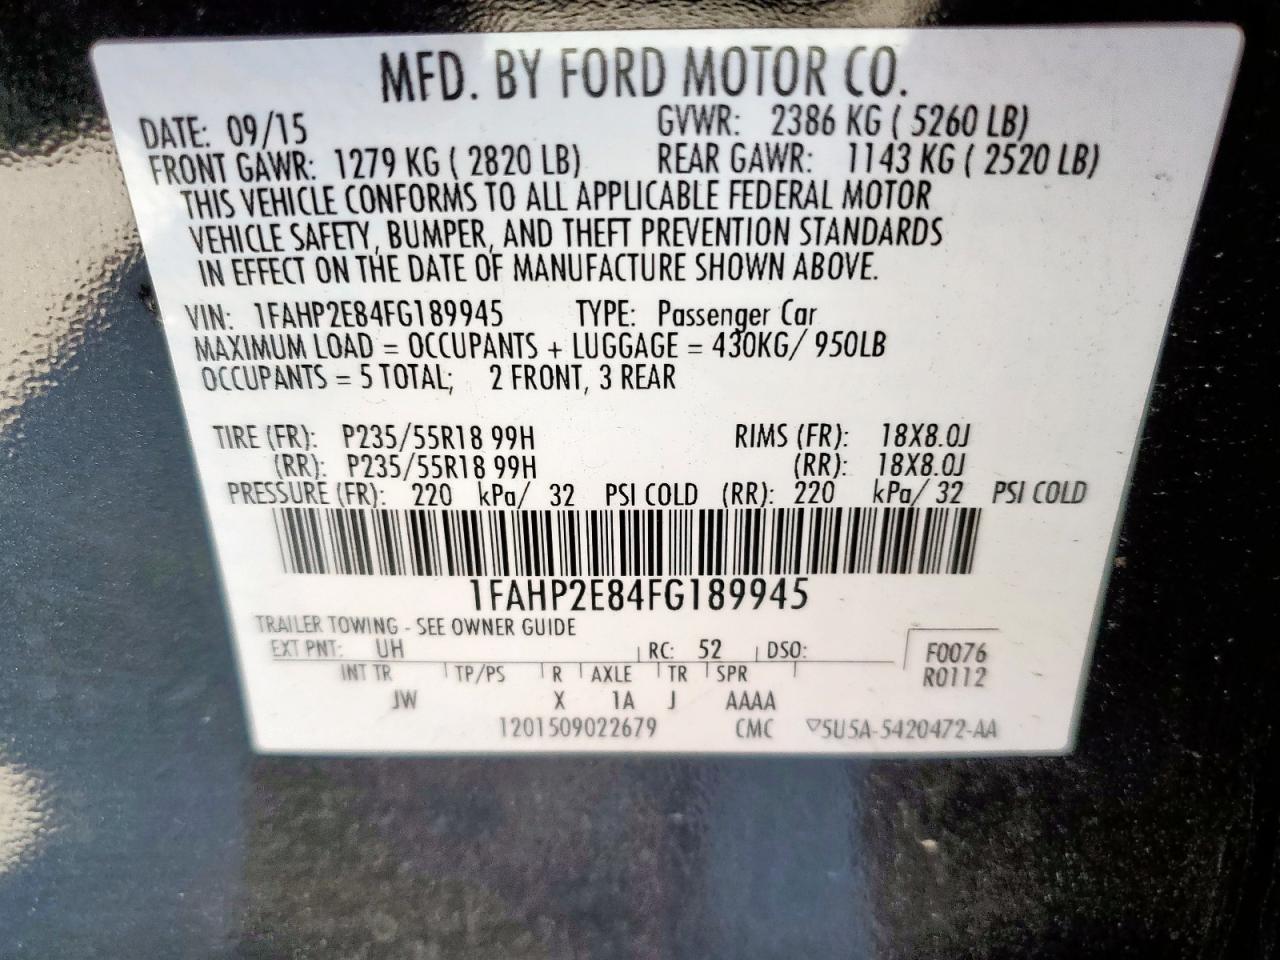 MFD. BY FORD MOTOR CO.
DATE: 09/15 GVWR: 2386 KG ( 5260 LB)
FRONT GAWR: 1279 KG ( 2820 LB) REAR GAWR: 1143 KG ( 2520 LB)
THIS VEHICLE CONFORMS TO ALL APPLICABLE FEDERAL MOTOR
VEHICLE SAFETY, BUMPER, AND THEFT PREVENTION STANDARDS
IN EFFECT ON THE DATE OF MANUFACTURE SHOWN ABOVE.
VIN: 1FAHP2E84FG189945 TYPE: Passenger Car
MAXIMUM LOAD = OCCUPANTS + LUGGAGE = 430KG/ 950LB
OCCUPANTS = 5 TOTAL; 2 FRONT, 3 REAR
TIRE (FR): P235/55R18 99H RIMS (FR): 18X8.0J
(RR): P235/55R18 99H (RR): 18X8.0J
PRESSURE (FR): 220 kPa/ 32 PSI COLD (RR): 220 kPa/ 32 PSI COLD
1FAHP2E84FG189945
TRAILER TOWING - SEE OWNER GUIDE
EXT PNT: UH RC: 52 DSO: F0076
INT TR TP/PS R AXLE TR SPR R0112
JW X 1A J AAAA
1201509022679 CMC ▽5U5A-5420472-AA